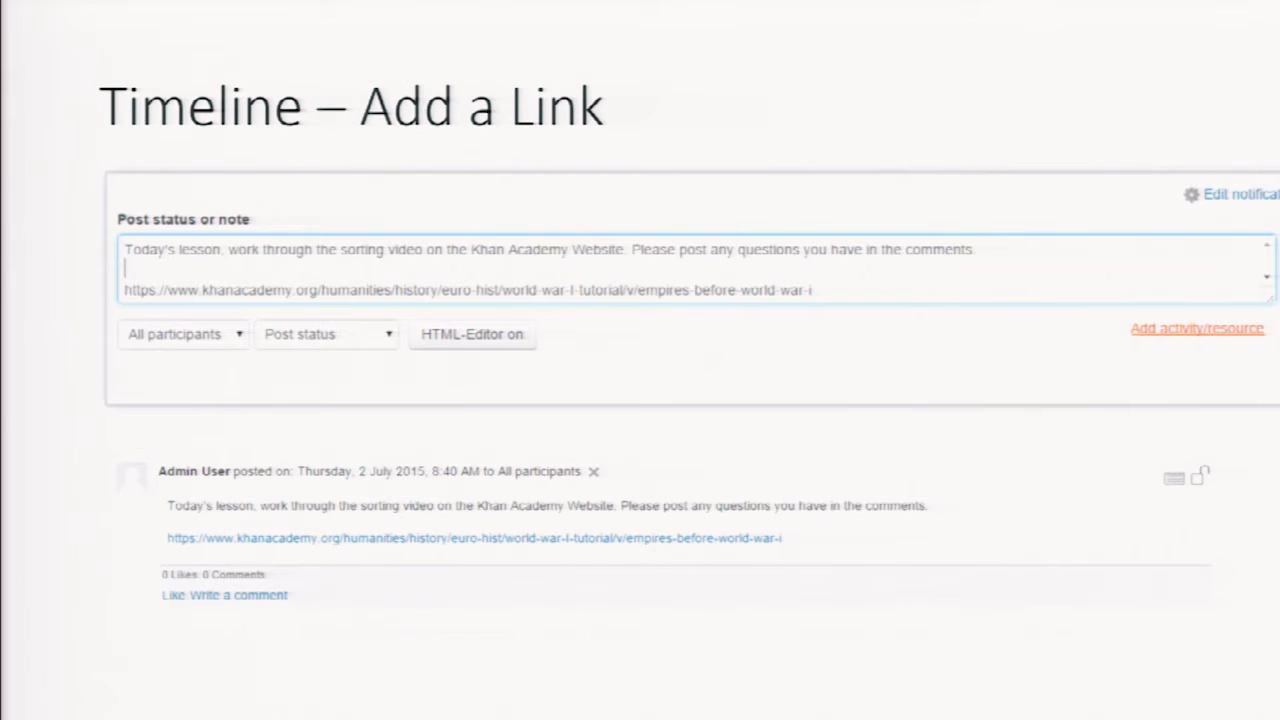 Timeline – Add a Link
Edit notificat
Post status or note
Today's lesson, work through the sorting video on the Khan Academy Website. Please post any questions you have in the comments.
https://www.khanacademy.org/humanities/history/euro-hist/world-war-I-tutorial/v/empires-before-world-war-i
All participants Post status HTML-Editor on
Add activity/resource
Admin User posted on: Thursday, 2 July 2015, 8:40 AM to All participants
Today's lesson, work through the sorting video on the Khan Academy Website. Please post any questions you have in the comments.
https://www.khanacademy.org/humanities/history/euro-hist/world-war-I-tutorial/v/empires-before-world-war-i
0 Likes: 0 Comments
Like Write a comment